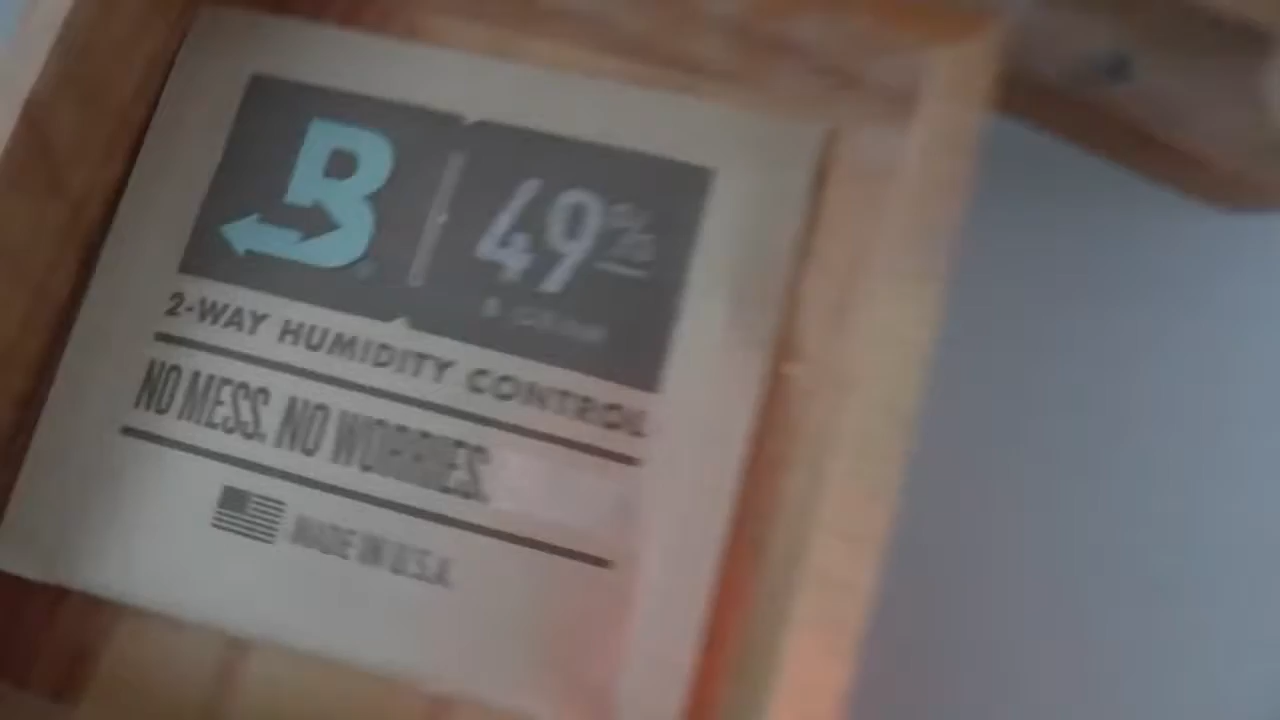 B
49%
2-WAY HUMIDITY CONTROL
NO MESS. NO WORRIES.
MADE IN U.S.A.